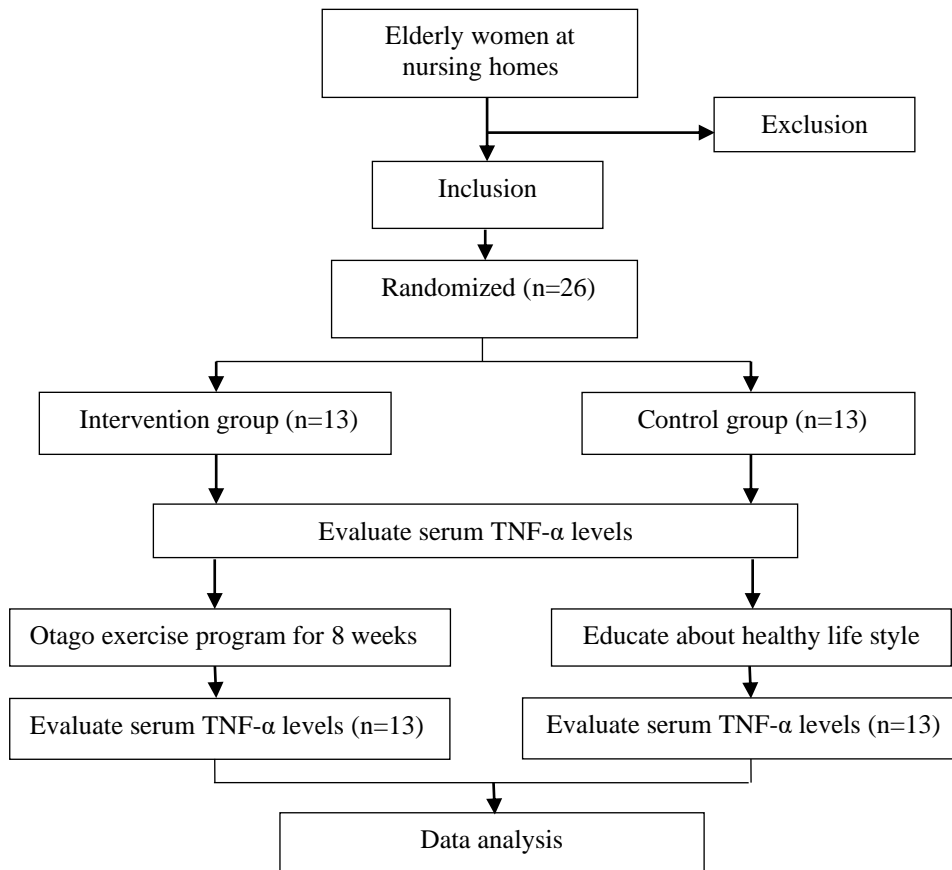 Elderly women at
nursing homes
Exclusion
Inclusion
Randomized (n=26)
Intervention group (n=13)
Control group (n=13)
Evaluate serum TNF-α levels
Otago exercise program for 8 weeks
Educate about healthy life style
Evaluate serum TNF-α levels (n=13)
Evaluate serum TNF-α levels (n=13)
Data analysis